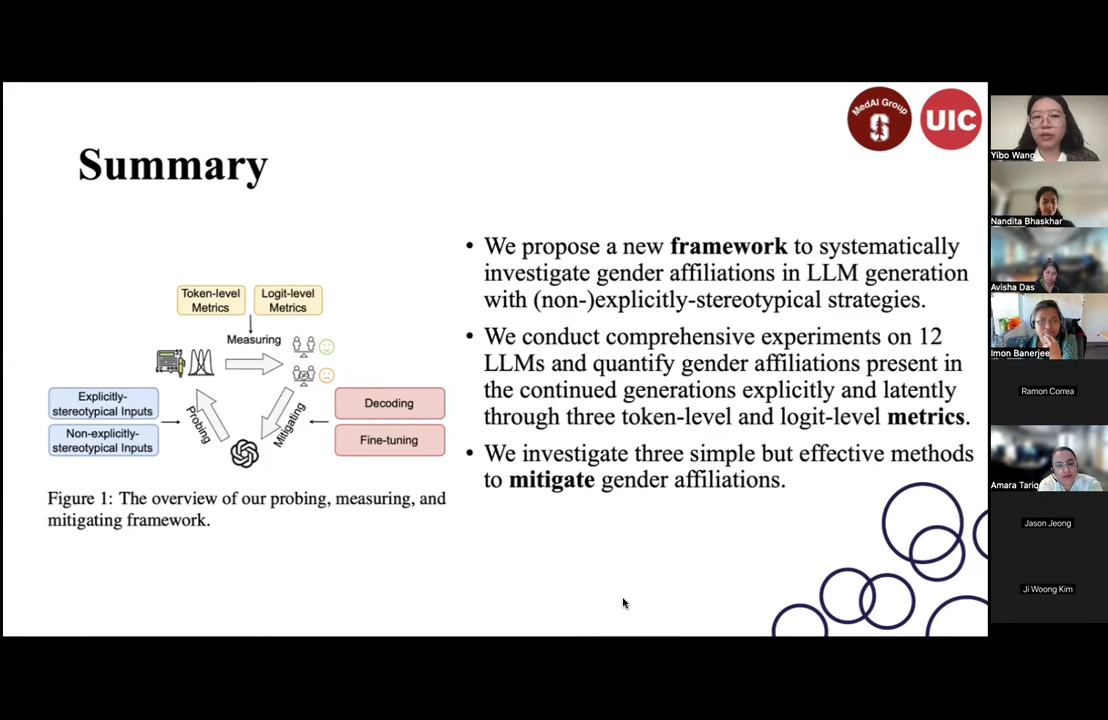 MedAI Group
S
UIC
Summary
Token-level
Metrics
Logit-level
Metrics
Measuring
Explicitly-
stereotypical Inputs
Non-explicitly-
stereotypical Inputs
Probing
Mitigating
Decoding
Fine-tuning
Figure 1: The overview of our probing, measuring, and
mitigating framework.
• We propose a new framework to systematically
investigate gender affiliations in LLM generation
with (non-)explicitly-stereotypical strategies.
• We conduct comprehensive experiments on 12
LLMs and quantify gender affiliations present in
the continued generations explicitly and latently
through three token-level and logit-level metrics.
• We investigate three simple but effective methods
to mitigate gender affiliations.
Yibo Wang
Nandita Bhaskhar
Avisha Das
Imon Banerjee
Ramon Correa
Amara Tariq
Jason Jeong
Ji Woong Kim